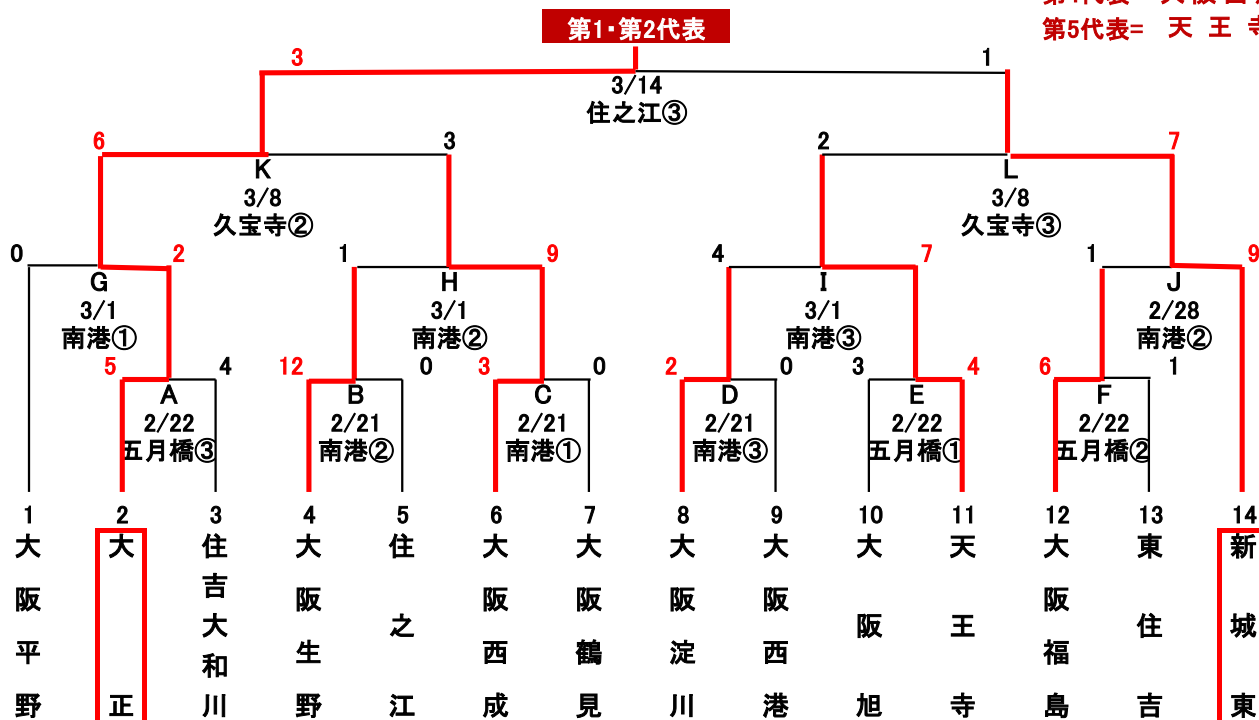 第5代表= 天 王
第1・第2代表
3 1
3/14
住之江③
6 3 2 7
K L
3/8 3/8
久宝寺② 久宝寺③
0 2 1 9 4 7 1 9
G H I J
3/1 3/1 3/1 2/28
南港① 南港② 南港③ 南港②
5 4 12 0 3 0 2 0 3 4 6 1
A B C D E F
2/22 2/21 2/21 2/21 2/22 2/22
五月橋③ 南港② 南港① 南港③ 五月橋① 五月橋②
1 2 3 4 5 6 7 8 9 10 11 12 13 14
大阪平野
大正
住吉大和川
大阪生野
住之江
大阪西成
大阪鶴見
大阪淀川
大阪西港
大阪旭
天王寺
大阪福島
東住吉
新城東